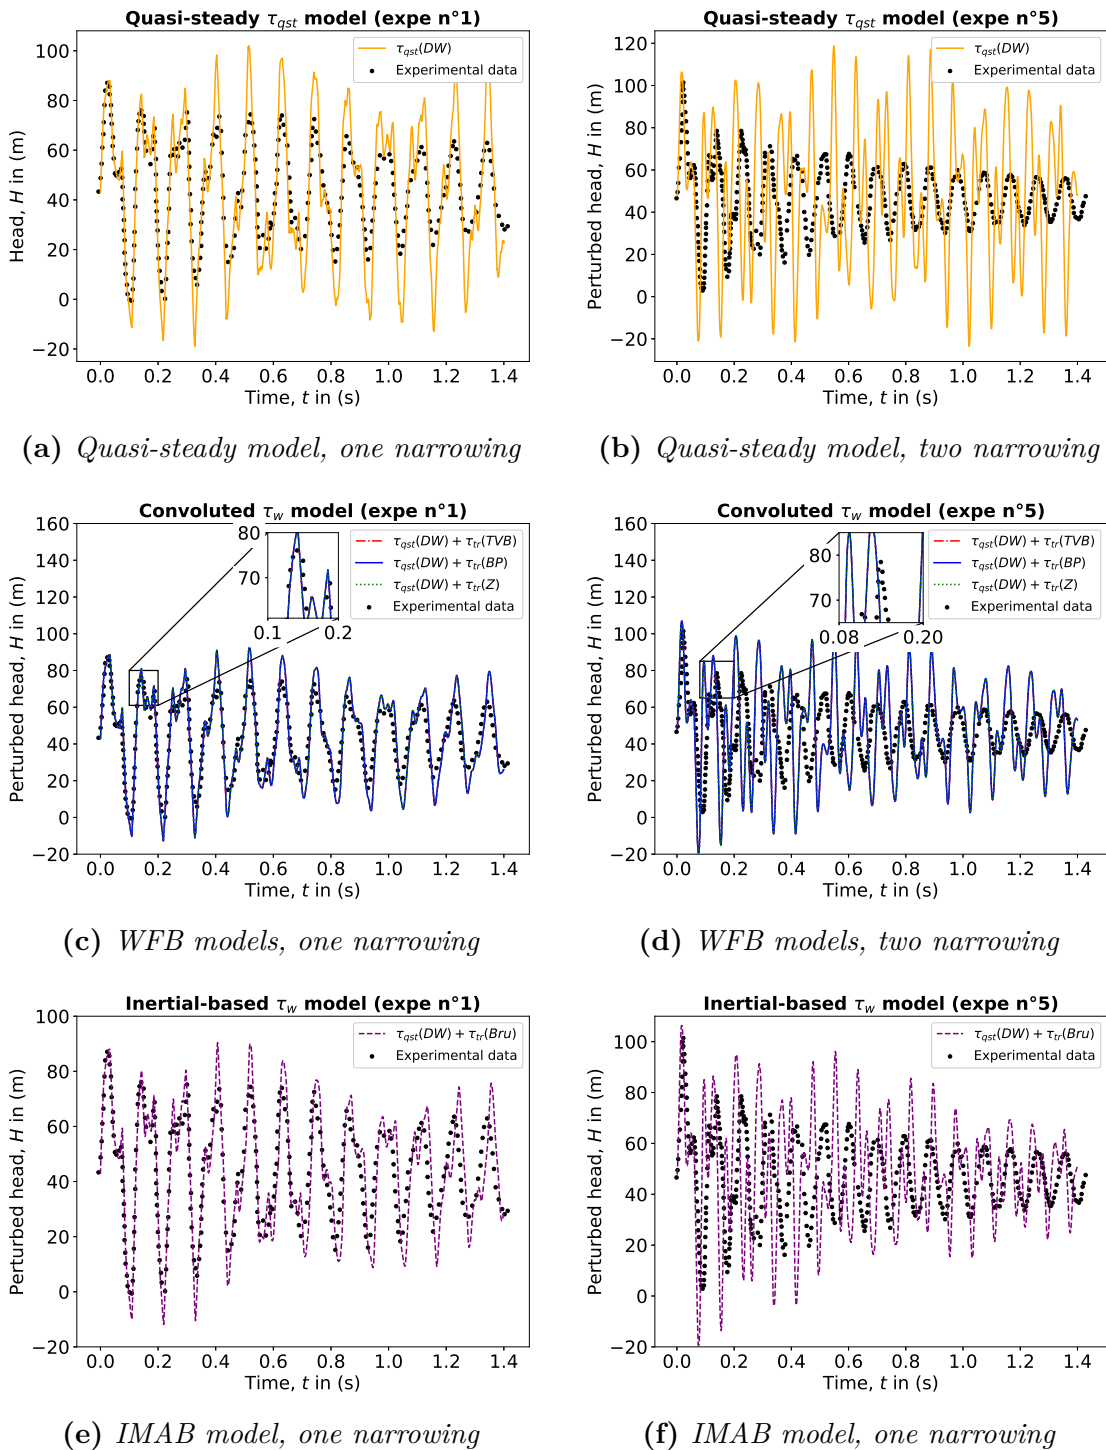 Quasi-steady τqst model (expe n°1)
100
80
60
40
20
0
−20
Head, H in (m)
τqst(DW)
Experimental data
0.0 0.2 0.4 0.6 0.8 1.0 1.2 1.4
Time, t in (s)
(a) Quasi-steady model, one narrowing
Quasi-steady τqst model (expe n°5)
120
100
80
60
40
20
0
−20
Perturbed head, H in (m)
τqst(DW)
Experimental data
0.0 0.2 0.4 0.6 0.8 1.0 1.2 1.4
Time, t in (s)
(b) Quasi-steady model, two narrowing
Convoluted τw model (expe n°1)
160
140
120
100
80
60
40
20
0
−20
Perturbed head, H in (m)
80
70
0.1 0.2
τqst(DW) + τtr(TVB)
τqst(DW) + τtr(BP)
τqst(DW) + τtr(Z)
Experimental data
0.0 0.2 0.4 0.6 0.8 1.0 1.2 1.4
Time, t in (s)
(c) WFB models, one narrowing
Convoluted τw model (expe n°5)
160
140
120
100
80
60
40
20
0
−20
Perturbed head, H in (m)
80
70
0.08 0.20
τqst(DW) + τtr(TVB)
τqst(DW) + τtr(BP)
τqst(DW) + τtr(Z)
Experimental data
0.0 0.2 0.4 0.6 0.8 1.0 1.2 1.4
Time, t in (s)
(d) WFB models, two narrowing
Inertial-based τw model (expe n°1)
100
80
60
40
20
0
−20
Perturbed head, H in (m)
τqst(DW) + τtr(Bru)
Experimental data
0.0 0.2 0.4 0.6 0.8 1.0 1.2 1.4
Time, t in (s)
(e) IMAB model, one narrowing
Inertial-based τw model (expe n°5)
100
80
60
40
20
0
−20
Perturbed head, H in (m)
τqst(DW) + τtr(Bru)
Experimental data
0.0 0.2 0.4 0.6 0.8 1.0 1.2 1.4
Time, t in (s)
(f) IMAB model, one narrowing